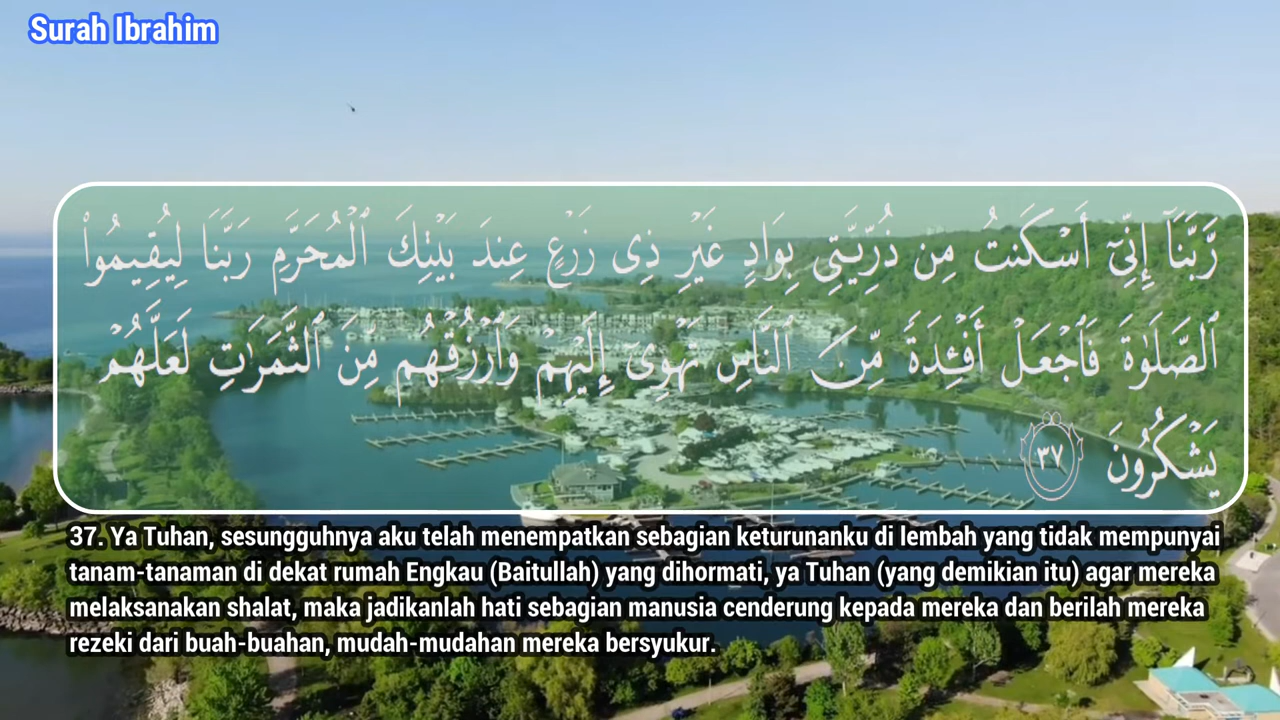 Surah Ibrahim
رَّبَّنَآ إِنِّىٓ أَسْكَنتُ مِن ذُرِّيَّتِى بِوَادٍ غَيْرِ ذِى زَرْعٍ عِندَ بَيْتِكَ ٱلْمُحَرَّمِ رَبَّنَا لِيُقِيمُوا۟
ٱلصَّلَوٰةَ فَٱجْعَلْ أَفْـِٔدَةً مِّنَ ٱلنَّاسِ تَهْوِىٓ إِلَيْهِمْ وَٱرْزُقْهُم مِّنَ ٱلثَّمَرَٰتِ لَعَلَّهُمْ
يَشْكُرُونَ ٣٧
37. Ya Tuhan, sesungguhnya aku telah menempatkan sebagian keturunanku di lembah yang tidak mempunyai
tanam-tanaman di dekat rumah Engkau (Baitullah) yang dihormati, ya Tuhan (yang demikian itu) agar mereka
melaksanakan shalat, maka jadikanlah hati sebagian manusia cenderung kepada mereka dan berilah mereka
rezeki dari buah-buahan, mudah-mudahan mereka bersyukur.